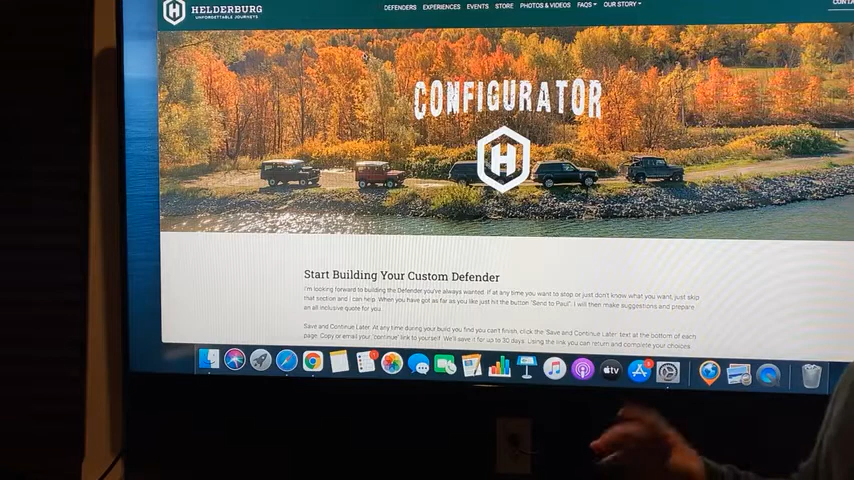 HELDERBURG
UNFORGETTABLE JOURNEYS
DEFENDERS EXPERIENCES EVENTS STORE PHOTOS & VIDEOS FAQS OUR STORY
CONTA
CONFIGURATOR
H
Start Building Your Custom Defender
I'm looking forward to building the Defender you've always wanted. If at any time you want to stop or just don't know what you want, just skip
that section and I can help. When you have got as far as you like just hit the button "Send to Paul". I will then make suggestions and prepare
an all inclusive quote for you.
Save and Continue Later: At any time during your build you find you can't finish, click the 'Save and Continue Later' text at the bottom of each
page. Copy or email your 'continue' link to yourself. We'll save it for up to 30 days. Using the link you can return and complete your choices
tv